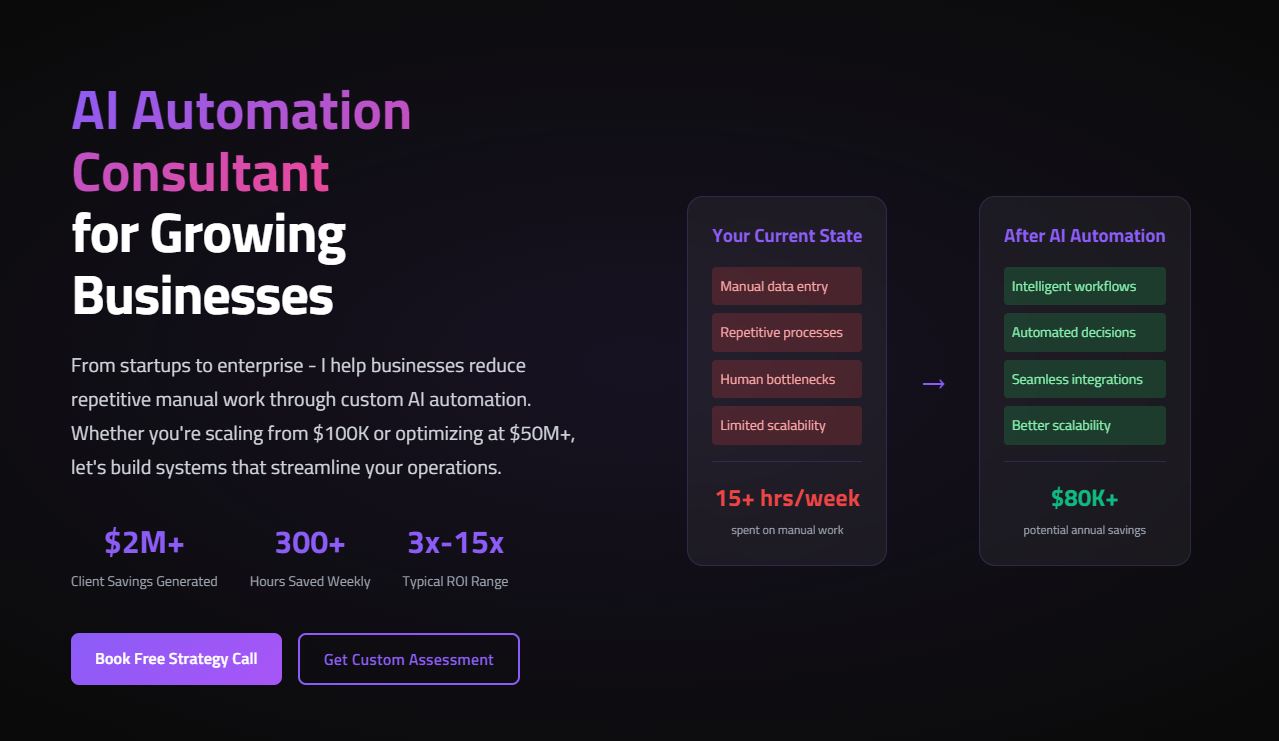 AI Automation
Consultant
for Growing
Businesses
From startups to enterprise - I help businesses reduce
repetitive manual work through custom AI automation.
Whether you're scaling from $100K or optimizing at $50M+,
let's build systems that streamline your operations.
$2M+
Client Savings Generated
300+
Hours Saved Weekly
3x-15x
Typical ROI Range
Book Free Strategy Call
Get Custom Assessment
Your Current State
Manual data entry
Repetitive processes
Human bottlenecks
Limited scalability
15+ hrs/week
spent on manual work
→
After AI Automation
Intelligent workflows
Automated decisions
Seamless integrations
Better scalability
$80K+
potential annual savings